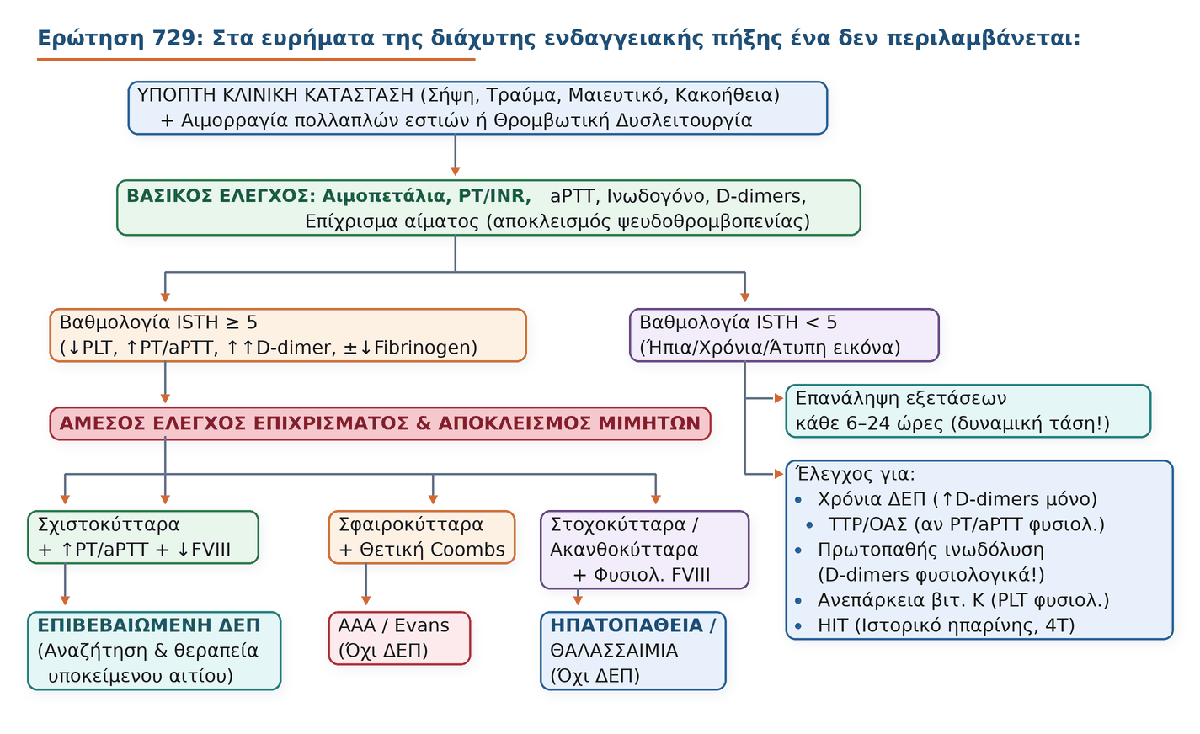 Ερώτηση 729: Στα ευρήματα της διάχυτης ενδαγγειακής πήξης ένα δεν περιλαμβάνεται:
ΥΠΟΠΤΗ ΚΛΙΝΙΚΗ ΚΑΤΑΣΤΑΣΗ (Σήψη, Τραύμα, Μαιευτικό, Κακοήθεια)
+ Αιμορραγία πολλαπλών εστιών ή Θρομβωτική Δυσλειτουργία
ΒΑΣΙΚΟΣ ΕΛΕΓΧΟΣ: Αιμοπετάλια, PT/INR, aPTT, Ινωδογόνο, D-dimers,
Επίχρισμα αίματος (αποκλεισμός ψευδοθρομβοπενίας)
Βαθμολογία ISTH ≥ 5
(↓PLT, ↑PT/aPTT, ↑↑D-dimer, ±↓Fibrinogen)
Βαθμολογία ISTH < 5
(Ήπια/Χρόνια/Άτυπη εικόνα)
Επανάληψη εξετάσεων
κάθε 6–24 ώρες (δυναμική τάση!)
ΑΜΕΣΟΣ ΕΛΕΓΧΟΣ ΕΠΙΧΡΙΣΜΑΤΟΣ & ΑΠΟΚΛΕΙΣΜΟΣ ΜΙΜΗΤΩΝ
Έλεγχος για:
• Χρόνια ΔΕΠ (↑D-dimers μόνο)
• TTP/ΟΑΣ (αν PT/aPTT φυσιολ.)
• Πρωτοπαθής ινωδόλυση
(D-dimers φυσιολογικά!)
• Ανεπάρκεια βιτ. Κ (PLT φυσιολ.)
• HIT (Ιστορικό ηπαρίνης, 4T)
Σχιστοκύτταρα
+ ↑PT/aPTT + ↓FVIII
Σφαιροκύτταρα
+ Θετική Coombs
Στοχοκύτταρα /
Ακανθοκύτταρα
+ Φυσιολ. FVIII
ΕΠΙΒΕΒΑΙΩΜΕΝΗ ΔΕΠ
(Αναζήτηση & θεραπεία
υποκείμενου αιτίου)
ΑΑΑ / Evans
(Όχι ΔΕΠ)
ΗΠΑΤΟΠΑΘΕΙΑ /
ΘΑΛΑΣΣΑΙΜΙΑ
(Όχι ΔΕΠ)